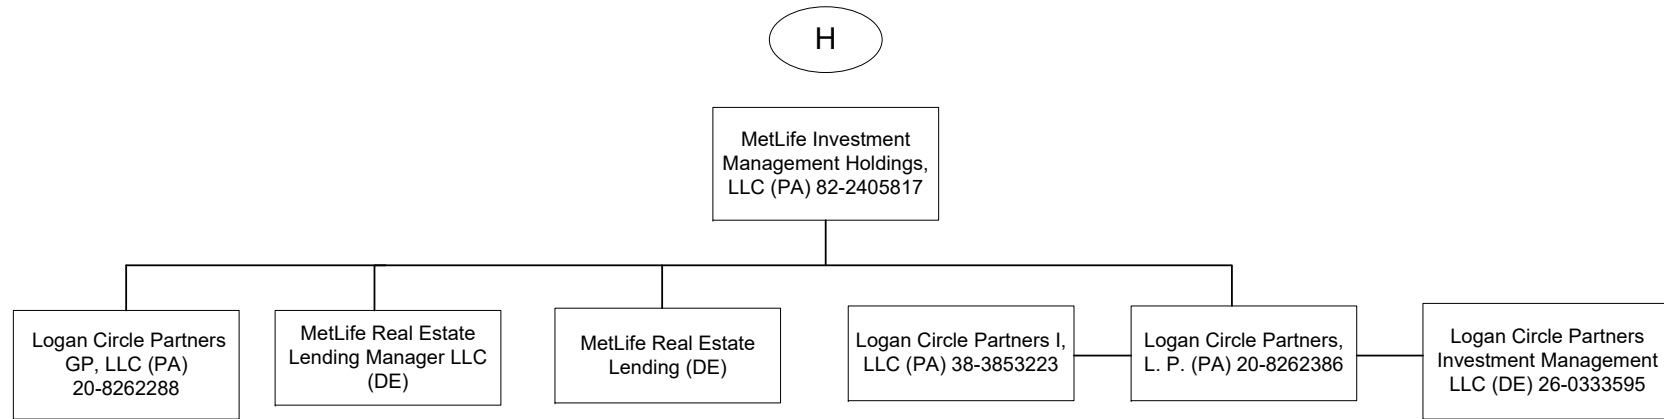 H
MetLife Investment
Management Holdings,
LLC (PA) 82-2405817
Logan Circle Partners
GP, LLC (PA)
20-8262288
MetLife Real Estate
Lending Manager LLC
(DE)
MetLife Real Estate
Lending (DE)
Logan Circle Partners I,
LLC (PA) 38-3853223
Logan Circle Partners,
L. P. (PA) 20-8262386
Logan Circle Partners
Investment Management
LLC (DE) 26-0333595